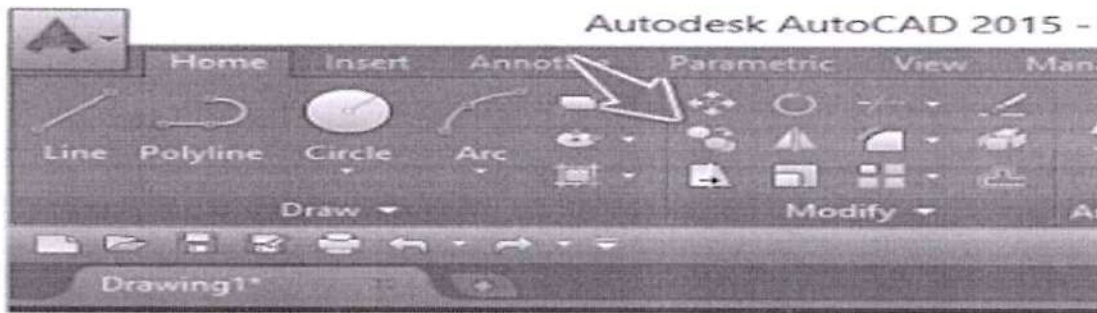 Autodesk AutoCAD 2015 -
Home Insert Parametric View
Line Polyline Circle Arc
Draw Modify
Drawing1*